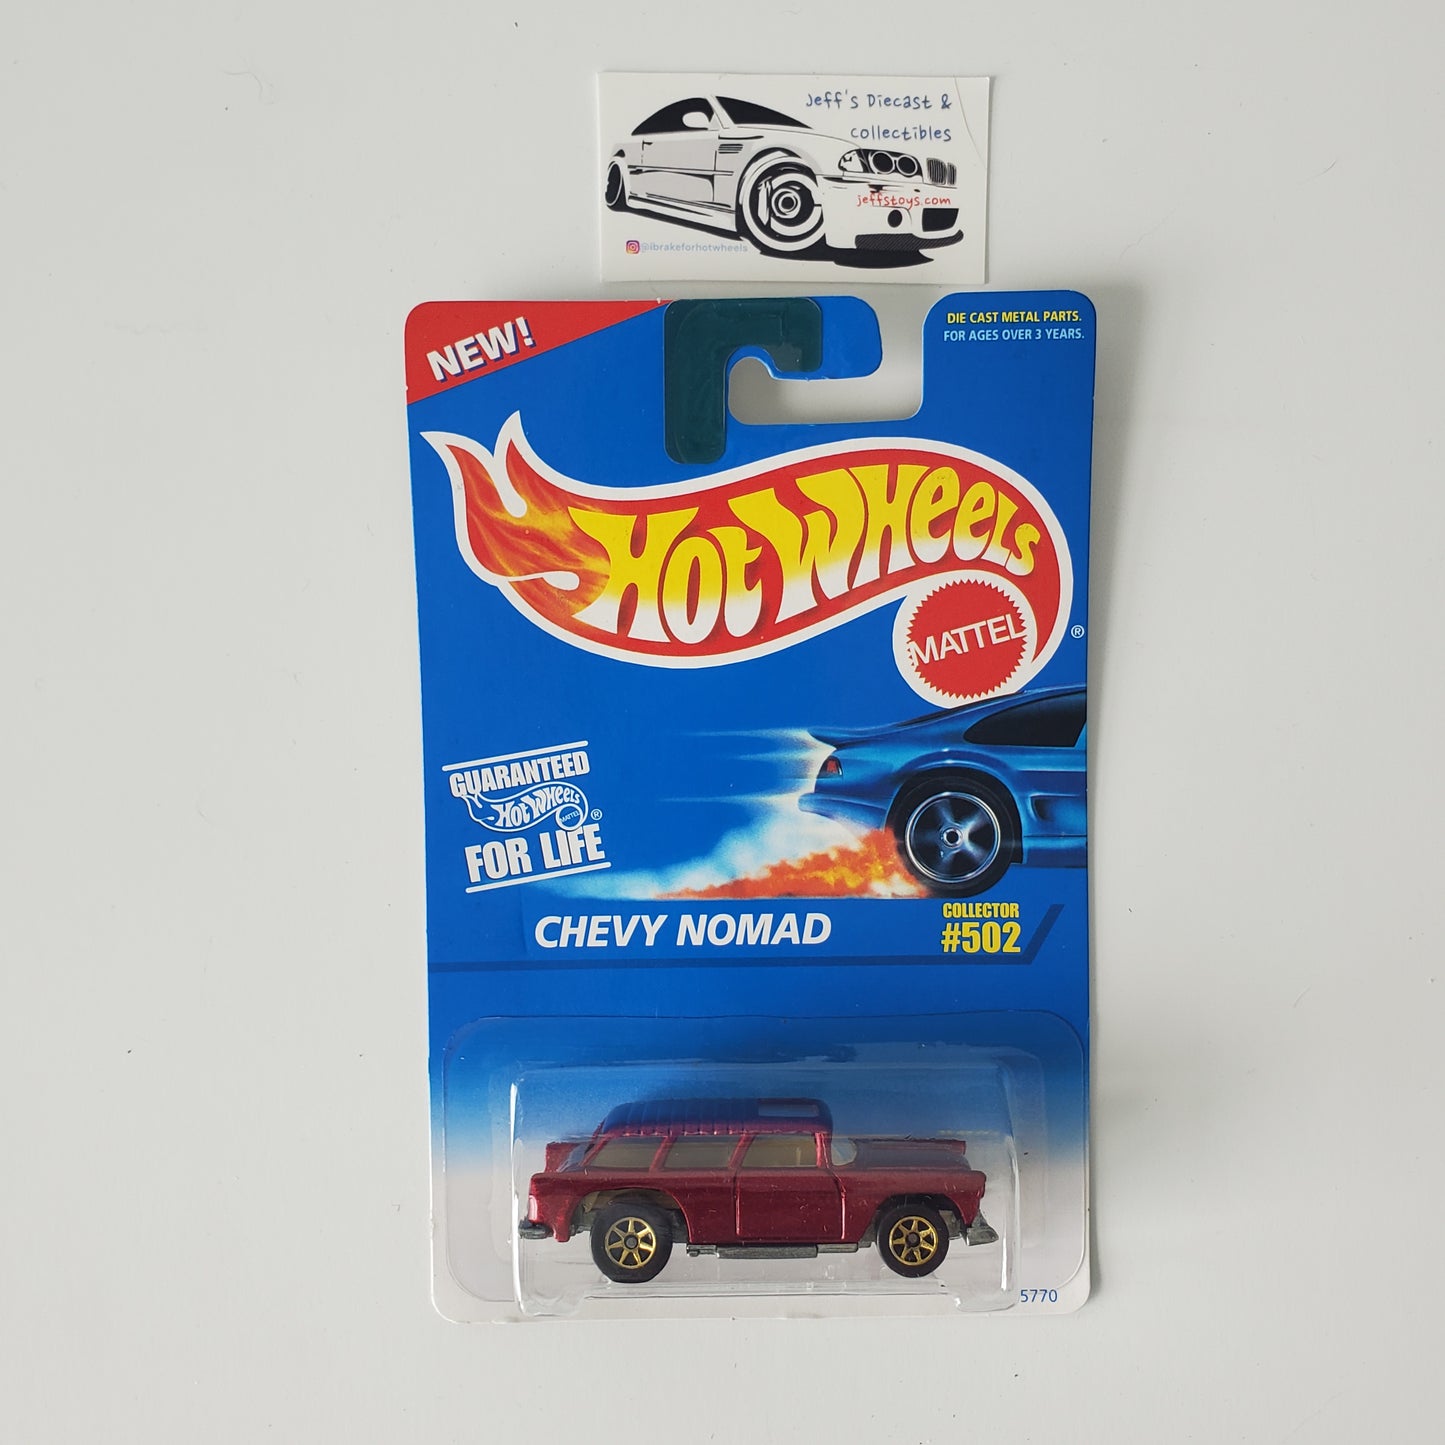 Jeff's Diecast &
collectibles
jeffstoys.com
@ibrakeforhotwheels
NEW!
DIE CAST METAL PARTS.
FOR AGES OVER 3 YEARS.
HOT WHEELS
MATTEL
®
GUARANTEED
HOT WHEELS
MATTEL
®
FOR LIFE
CHEVY NOMAD
COLLECTOR
#502
5770